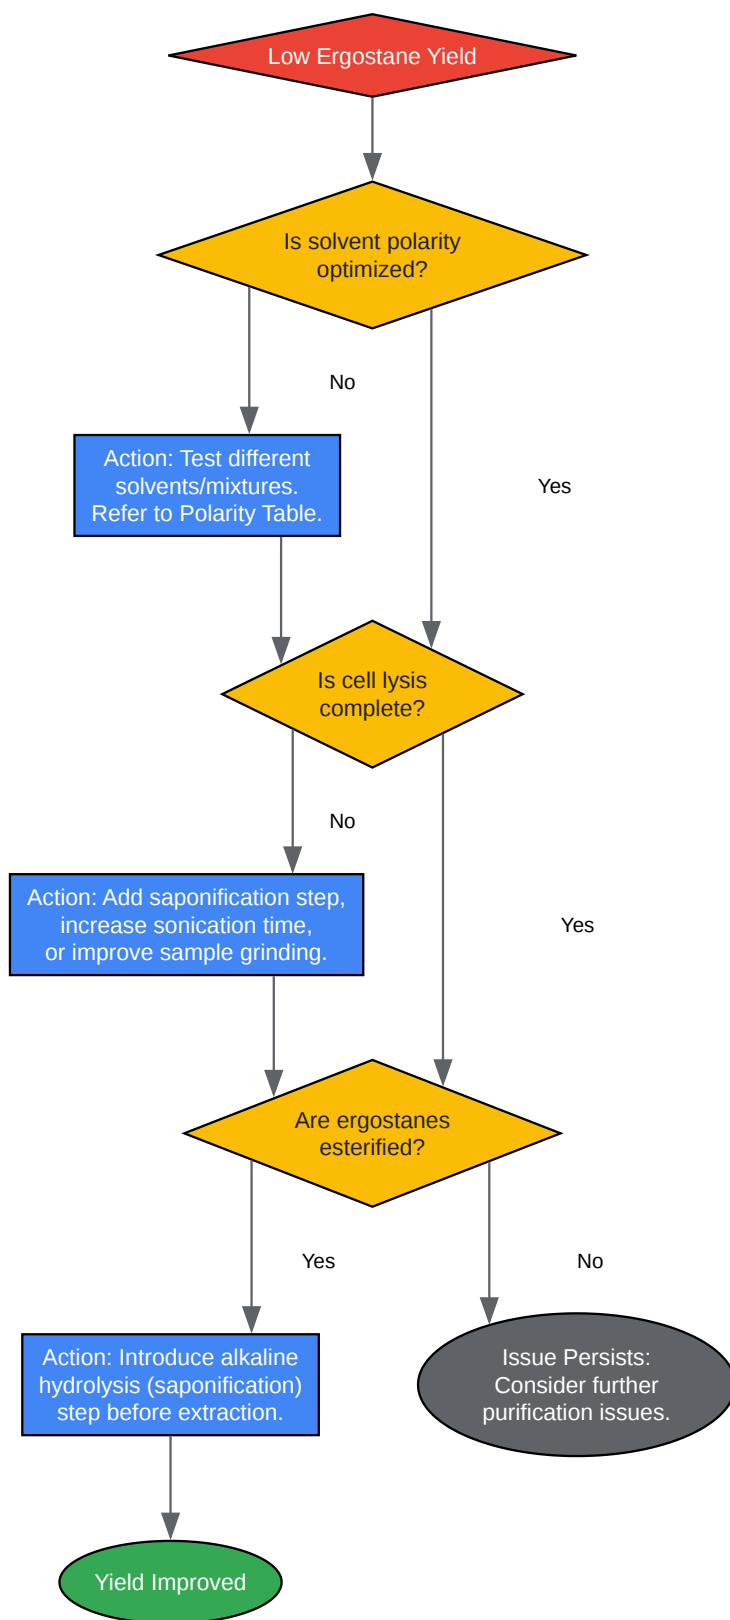 Low Ergostane Yield
Is solvent polarity
optimized?
No
Action: Test different
solvents/mixtures.
Refer to Polarity Table.
Yes
Is cell lysis
complete?
No
Action: Add saponification step,
increase sonication time,
or improve sample grinding.
Yes
Are ergostanes
esterified?
Yes
No
Action: Introduce alkaline
hydrolysis (saponification)
step before extraction.
Issue Persists:
Consider further
purification issues.
Yield Improved